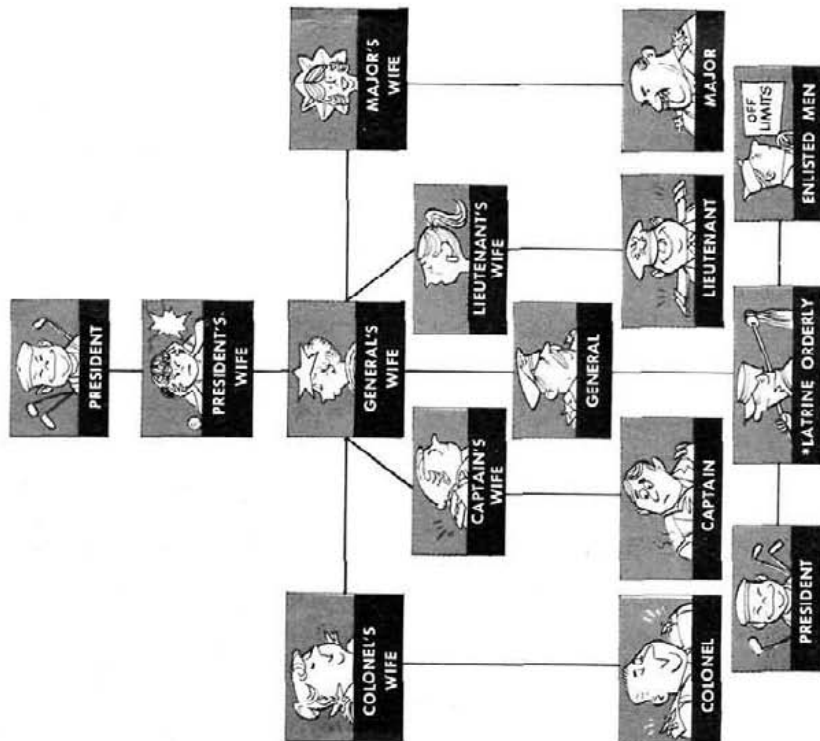 PRESIDENT
PRESIDENT'S
WIFE
COLONEL'S
WIFE
GENERAL'S
WIFE
MAJOR'S
WIFE
CAPTAIN'S
WIFE
LIEUTENANT'S
WIFE
GENERAL
COLONEL
CAPTAIN
LIEUTENANT
MAJOR
PRESIDENT
*LATRINE ORDERLY
OFF
LIMITS
ENLISTED MEN